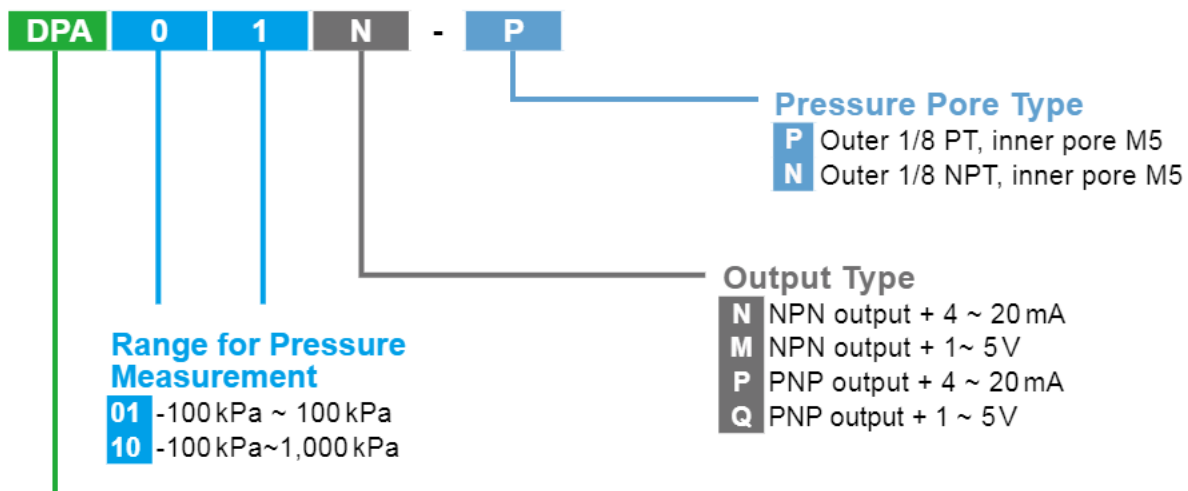 DPA 0 1 N - P
Pressure Pore Type
P Outer 1/8 PT, inner pore M5
N Outer 1/8 NPT, inner pore M5
Output Type
N NPN output + 4 ~ 20 mA
M NPN output + 1~ 5V
P PNP output + 4 ~ 20 mA
Q PNP output + 1 ~ 5V
Range for Pressure
Measurement
01 -100 kPa ~ 100 kPa
10 -100 kPa~1,000 kPa